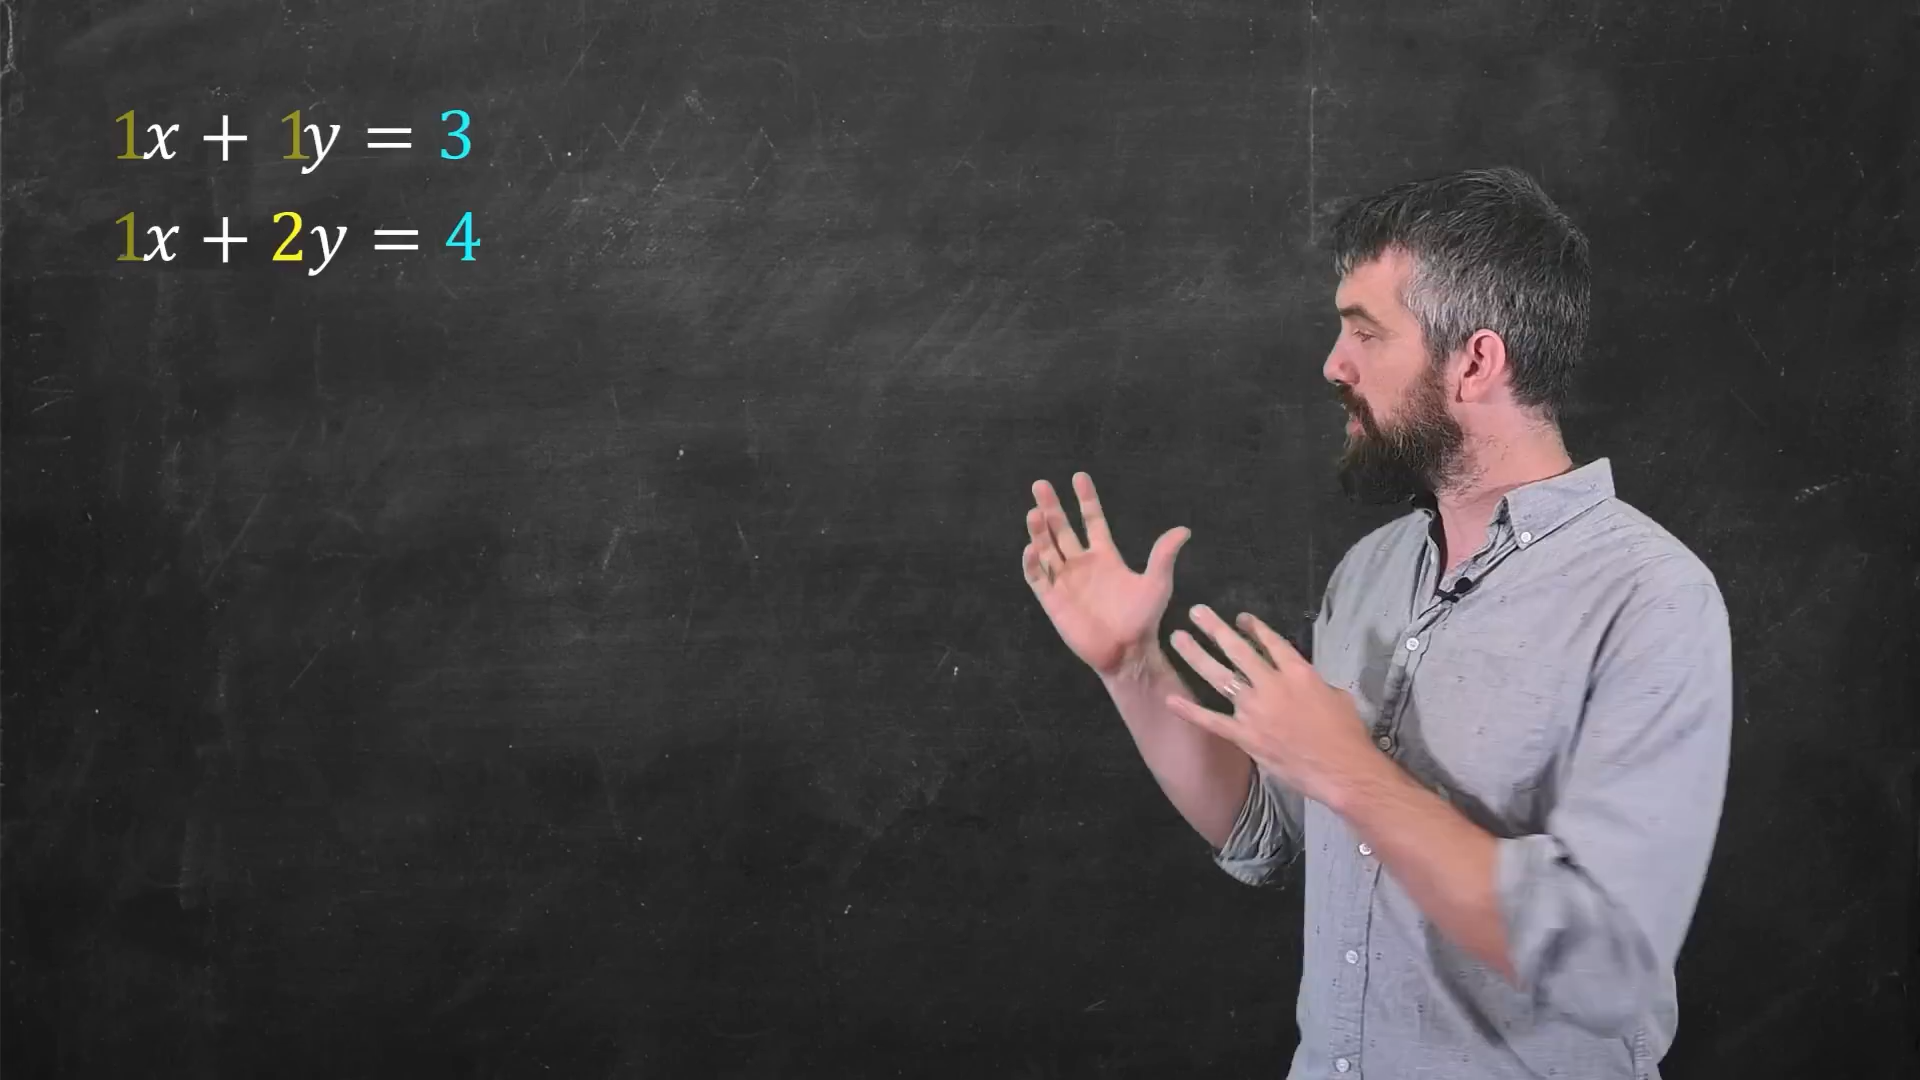 1x + 1y = 3
1x + 2y = 4